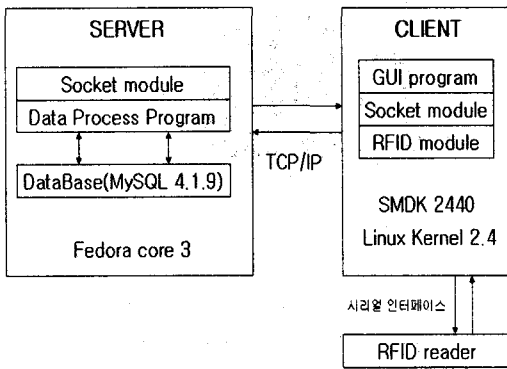 SERVER
Socket module
Data Process Program
DataBase(MySQL 4.1.9)
Fedora core 3
TCP/IP
CLIENT
GUI program
Socket module
RFID module
SMDK 2440
Linux Kernel 2.4
시리얼 인터페이스
RFID reader